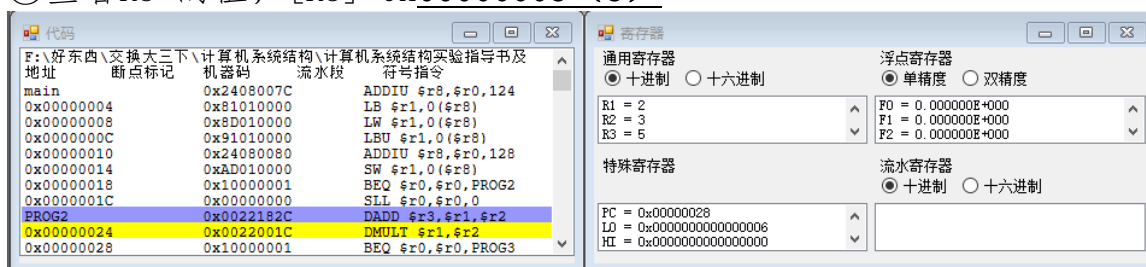 代码
F:\好东西\交换大三下\计算机系统结构\计算机系统结构实验指导书及
地址 断点标记 机器码 流水段 符号指令
main 0x2408007C ADDIU $r8,$r0,124
0x00000004 0x81010000 LB $r1,0($r8)
0x00000008 0x8D010000 LW $r1,0($r8)
0x0000000C 0x91010000 LBU $r1,0($r8)
0x00000010 0x24080080 ADDIU $r8,$r0,128
0x00000014 0xAD010000 SW $r1,0($r8)
0x00000018 0x10000001 BEQ $r0,$r0,PROG2
0x0000001C 0x00000000 SLL $r0,$r0,0
PROG2 0x0022182C DADD $r3,$r1,$r2
0x00000024 0x0022001C DMULT $r1,$r2
0x00000028 0x10000001 BEQ $r0,$r0,PROG3
寄存器
通用寄存器 浮点寄存器
十进制 十六进制 单精度 双精度
R1 = 2 F0 = 0.000000E+000
R2 = 3 F1 = 0.000000E+000
R3 = 5 F2 = 0.000000E+000
特殊寄存器 流水寄存器
十进制 十六进制
PC = 0x00000028
LO = 0x0000000000000006
HI = 0x0000000000000000